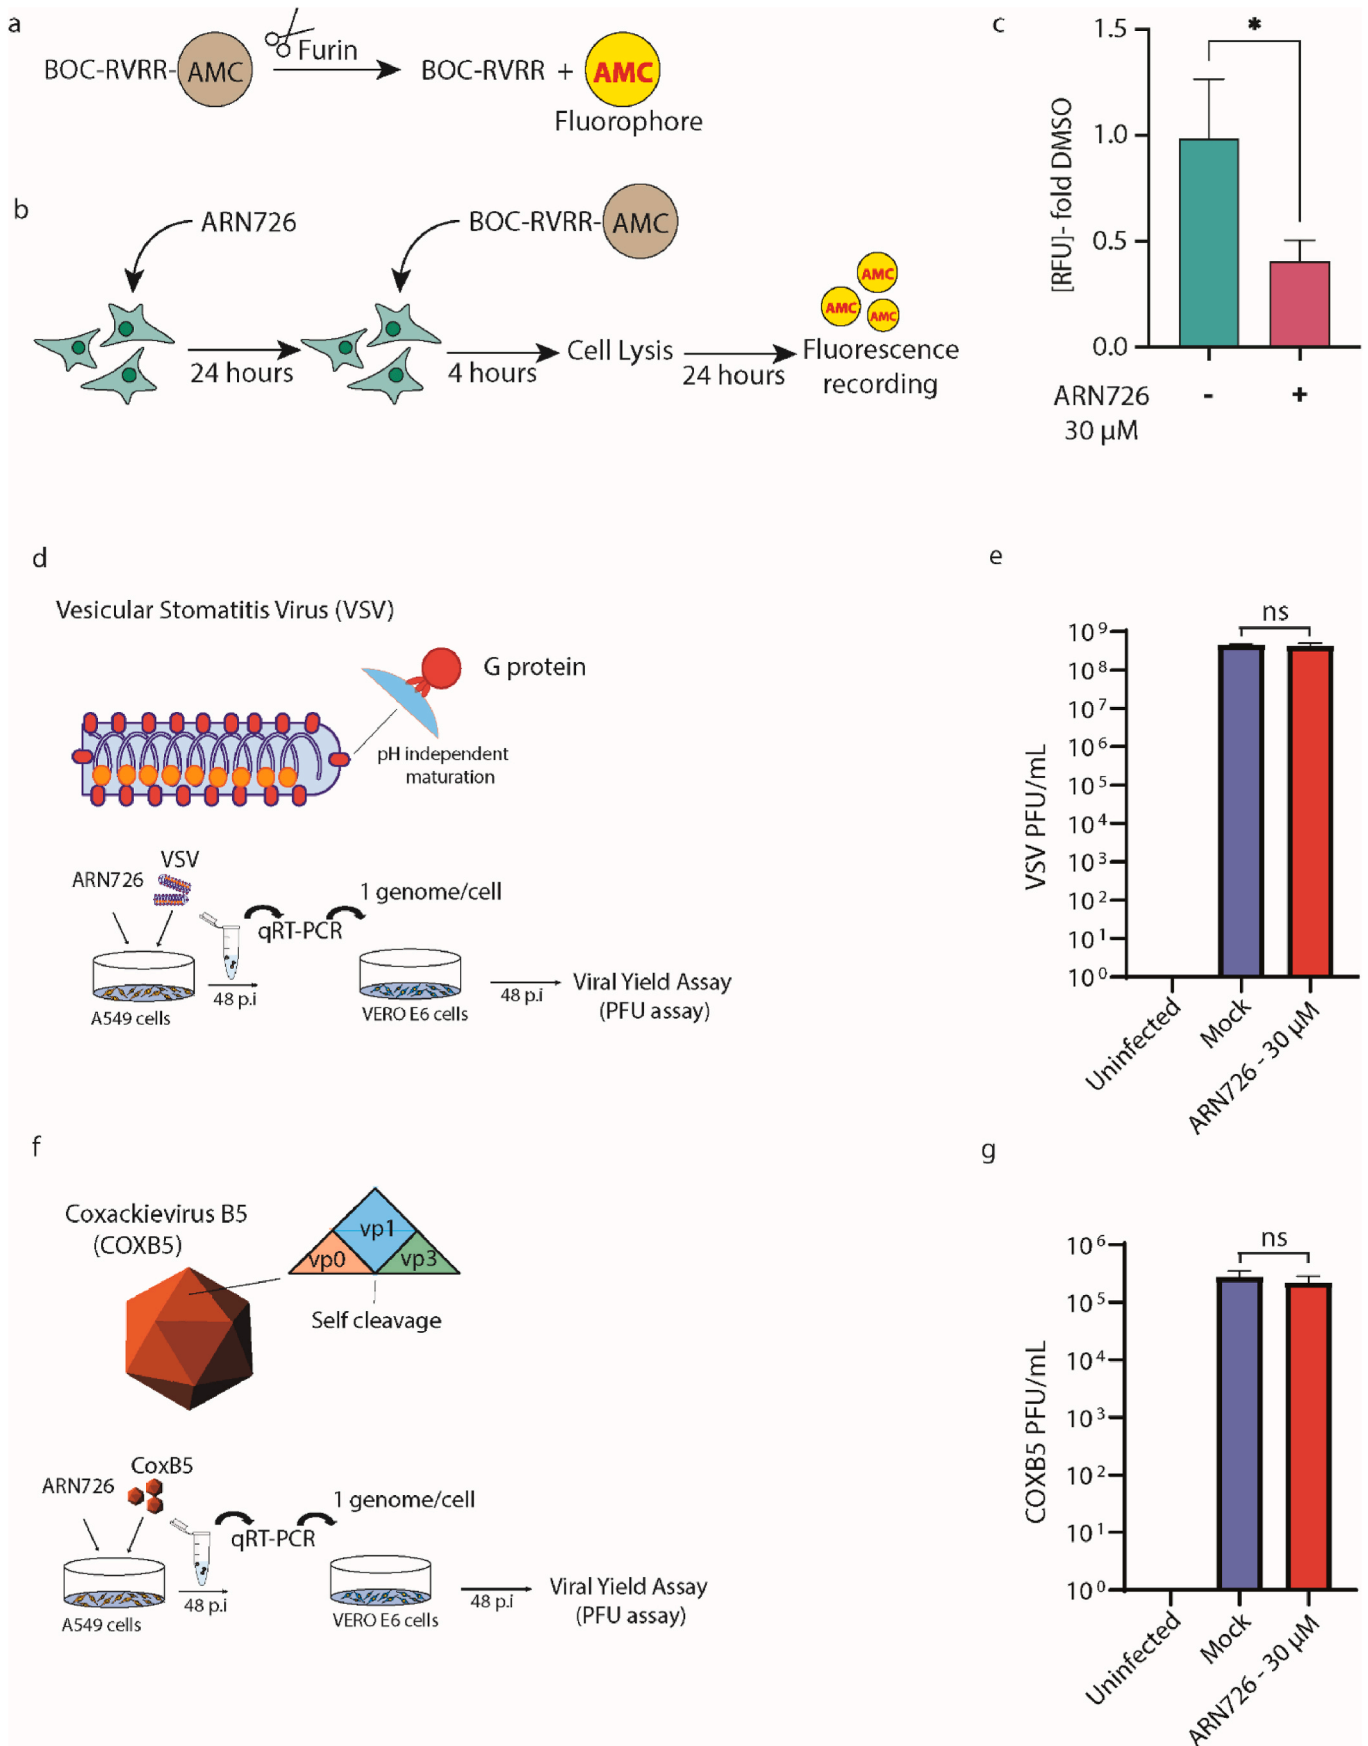 a
BOC-RVRR-AMC
Furin
BOC-RVRR + AMC
Fluorophore
b
ARN726
BOC-RVRR-AMC
24 hours
4 hours
Cell Lysis
24 hours
AMC
AMC
AMC
Fluorescence
recording
c
[RFU]- fold DMSO
1.5
1.0
0.5
0.0
*
ARN726
30 µM
- +
d
Vesicular Stomatitis Virus (VSV)
G protein
pH independent
maturation
ARN726
VSV
qRT-PCR
1 genome/cell
A549 cells
48 p.i
VERO E6 cells
48 p.i
Viral Yield Assay
(PFU assay)
e
VSV PFU/mL
10⁹
10⁸
10⁷
10⁶
10⁵
10⁴
10³
10²
10¹
10⁰
ns
Uninfected
Mock
ARN726 - 30 µM
f
Coxackievirus B5
(COXB5)
vp1
vp0
vp3
Self cleavage
ARN726
CoxB5
qRT-PCR
1 genome/cell
A549 cells
48 p.i
VERO E6 cells
48 p.i
Viral Yield Assay
(PFU assay)
g
COXB5 PFU/mL
10⁶
10⁵
10⁴
10³
10²
10¹
10⁰
ns
Uninfected
Mock
ARN726 - 30 µM